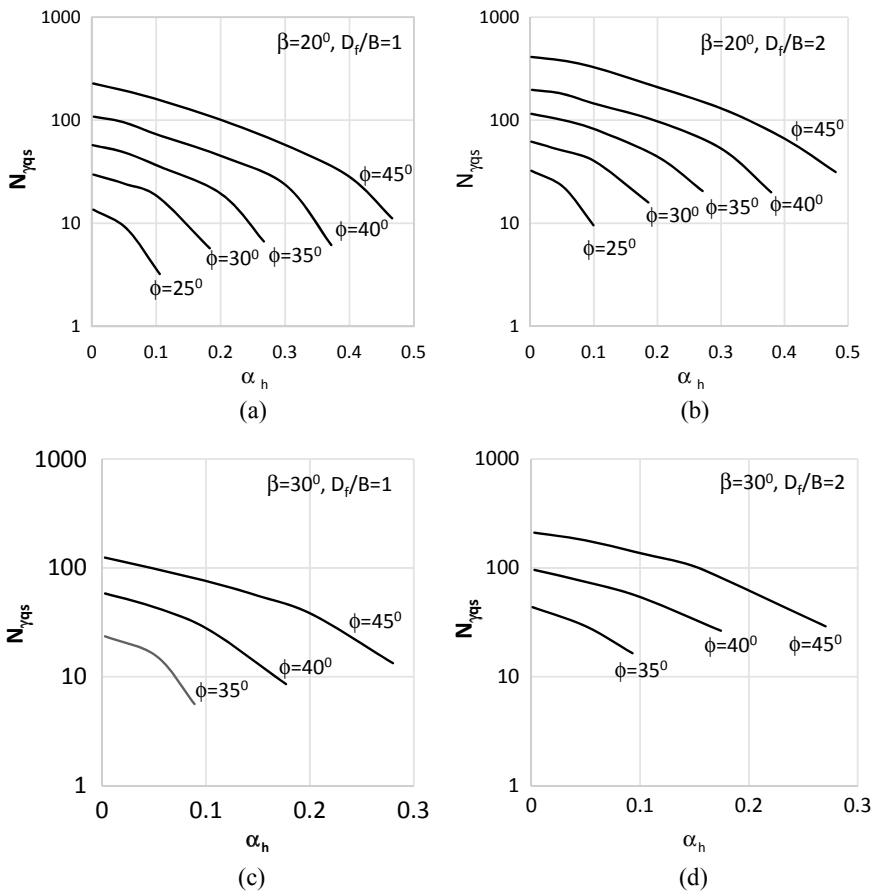 1000
β=20⁰, D_f/B=1
100
N_γqs
10
1
ϕ=45⁰
ϕ=40⁰
ϕ=35⁰
ϕ=30⁰
ϕ=25⁰
0 0.1 0.2 0.3 0.4 0.5
α_h
(a)
1000
β=20⁰, D_f/B=2
100
N_γqs
10
1
ϕ=45⁰
ϕ=40⁰
ϕ=35⁰
ϕ=30⁰
ϕ=25⁰
0 0.1 0.2 0.3 0.4 0.5
α_h
(b)
1000
β=30⁰, D_f/B=1
100
N_γqs
10
1
ϕ=45⁰
ϕ=40⁰
ϕ=35⁰
0 0.1 0.2 0.3
α_h
(c)
1000
β=30⁰, D_f/B=2
100
N_γqs
10
1
ϕ=45⁰
ϕ=40⁰
ϕ=35⁰
0 0.1 0.2 0.3
α_h
(d)